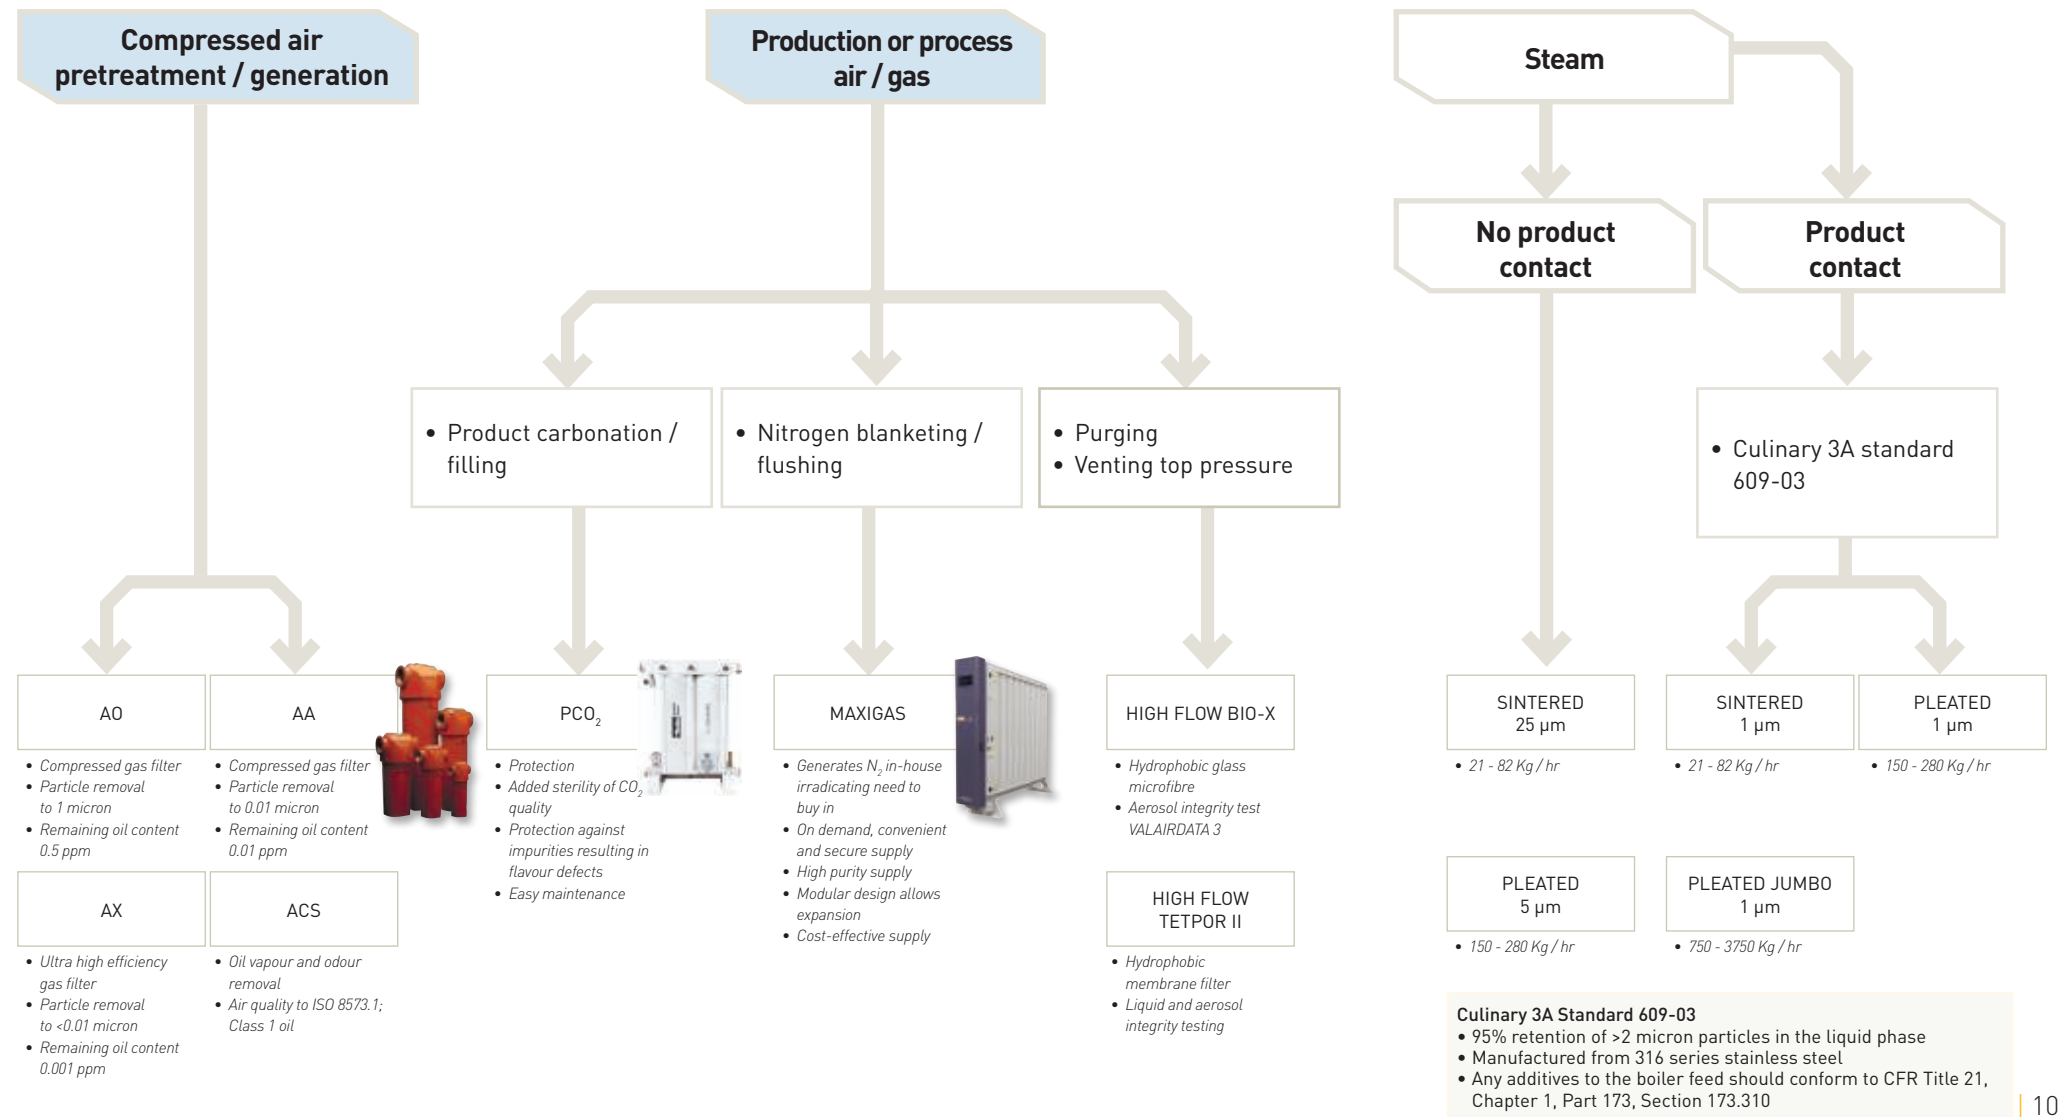 Compressed air
pretreatment / generation
Production or process
air / gas
Steam
No product
contact
Product
contact
• Product carbonation /
filling
• Nitrogen blanketing /
flushing
• Purging
• Venting top pressure
• Culinary 3A standard
609-03
AO
• Compressed gas filter
• Particle removal
to 1 micron
• Remaining oil content
0.5 ppm
AA
• Compressed gas filter
• Particle removal
to 0.01 micron
• Remaining oil content
0.01 ppm
AX
• Ultra high efficiency
gas filter
• Particle removal
to <0.01 micron
• Remaining oil content
0.001 ppm
ACS
• Oil vapour and odour
removal
• Air quality to ISO 8573.1;
Class 1 oil
PCO₂
• Protection
• Added sterility of CO₂
quality
• Protection against
impurities resulting in
flavour defects
• Easy maintenance
MAXIGAS
• Generates N₂ in-house
irradicating need to
buy in
• On demand, convenient
and secure supply
• High purity supply
• Modular design allows
expansion
• Cost-effective supply
HIGH FLOW BIO-X
• Hydrophobic glass
microfibre
• Aerosol integrity test
VALAIRDATA 3
HIGH FLOW
TETPOR II
• Hydrophobic
membrane filter
• Liquid and aerosol
integrity testing
SINTERED
25 µm
• 21 - 82 Kg / hr
PLEATED
5 µm
• 150 - 280 Kg / hr
SINTERED
1 µm
• 21 - 82 Kg / hr
PLEATED
1 µm
• 150 - 280 Kg / hr
PLEATED JUMBO
1 µm
• 750 - 3750 Kg / hr
Culinary 3A Standard 609-03
• 95% retention of >2 micron particles in the liquid phase
• Manufactured from 316 series stainless steel
• Any additives to the boiler feed should conform to CFR Title 21,
Chapter 1, Part 173, Section 173.310
10